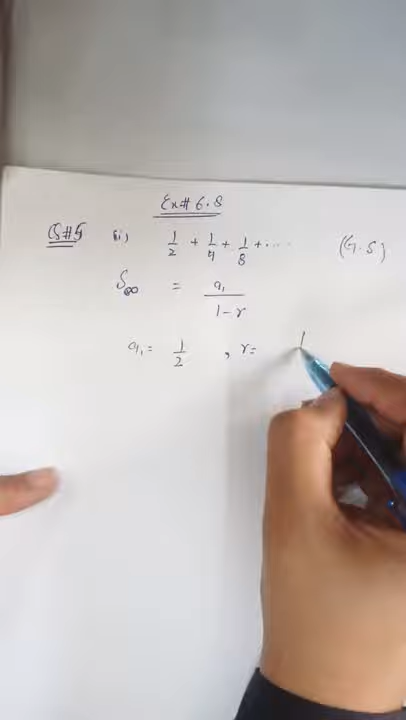 Ex# 6.8
Q#5 ii) 1/2 + 1/4 + 1/8 + ... (G.S).
S∞ = a₁/(1-r)
a₁ = 1/2 , r = 1